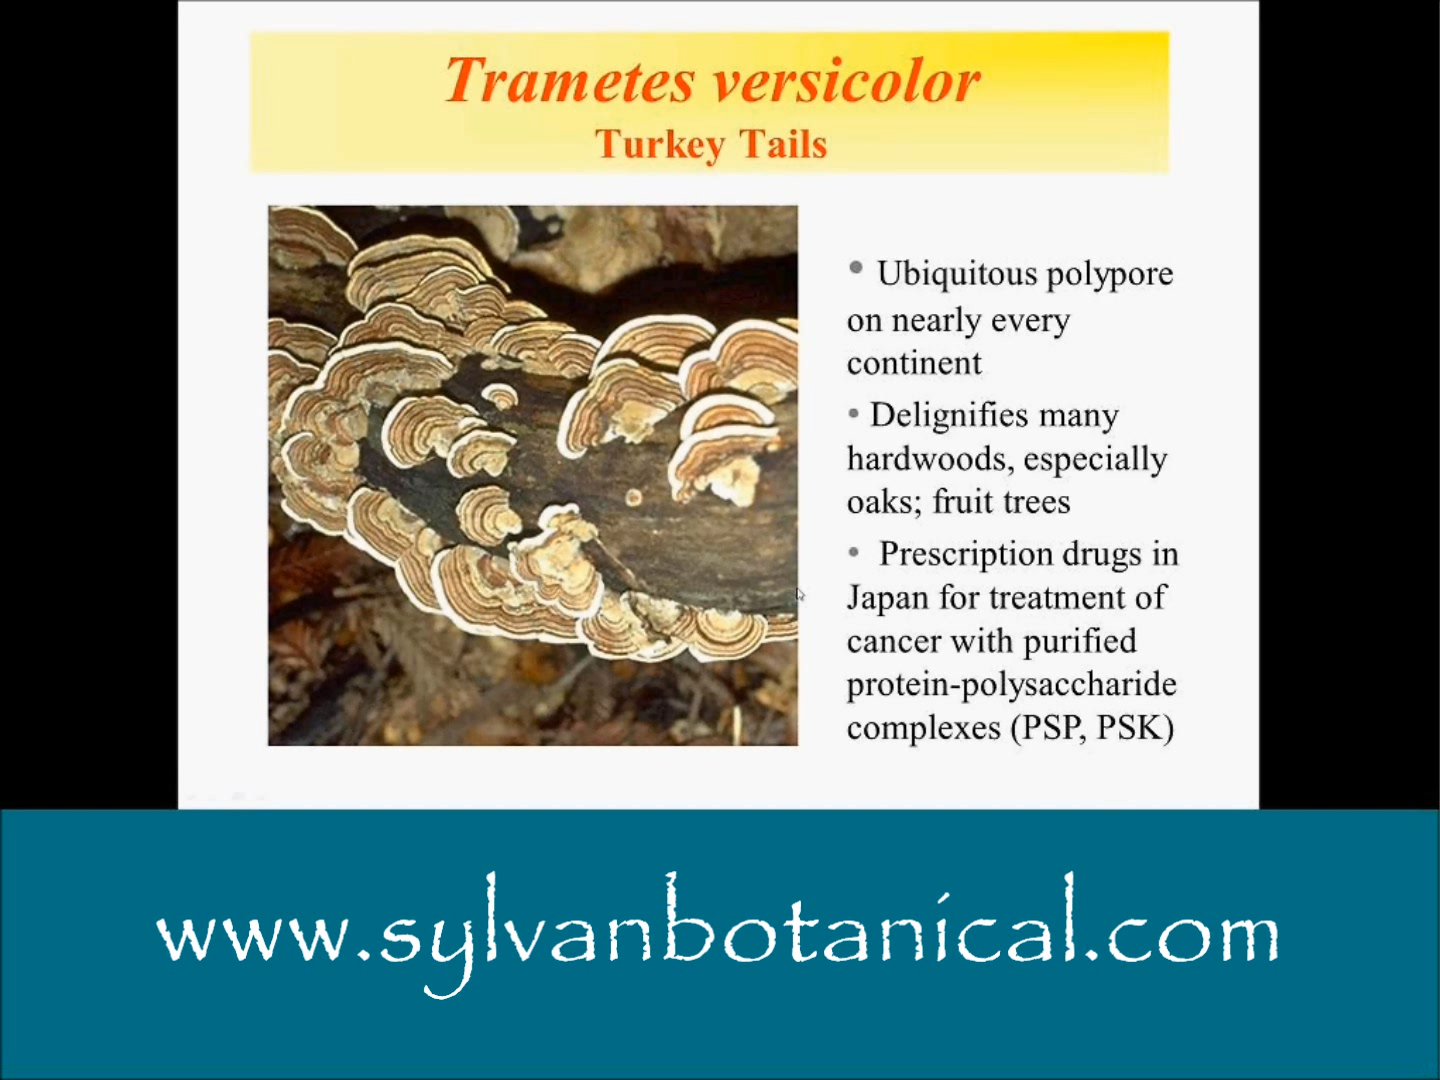 Trametes versicolor
Turkey Tails
• Ubiquitous polypore
on nearly every
continent
• Delignifies many
hardwoods, especially
oaks; fruit trees
• Prescription drugs in
Japan for treatment of
cancer with purified
protein-polysaccharide
complexes (PSP, PSK)
www.sylvanbotanical.com